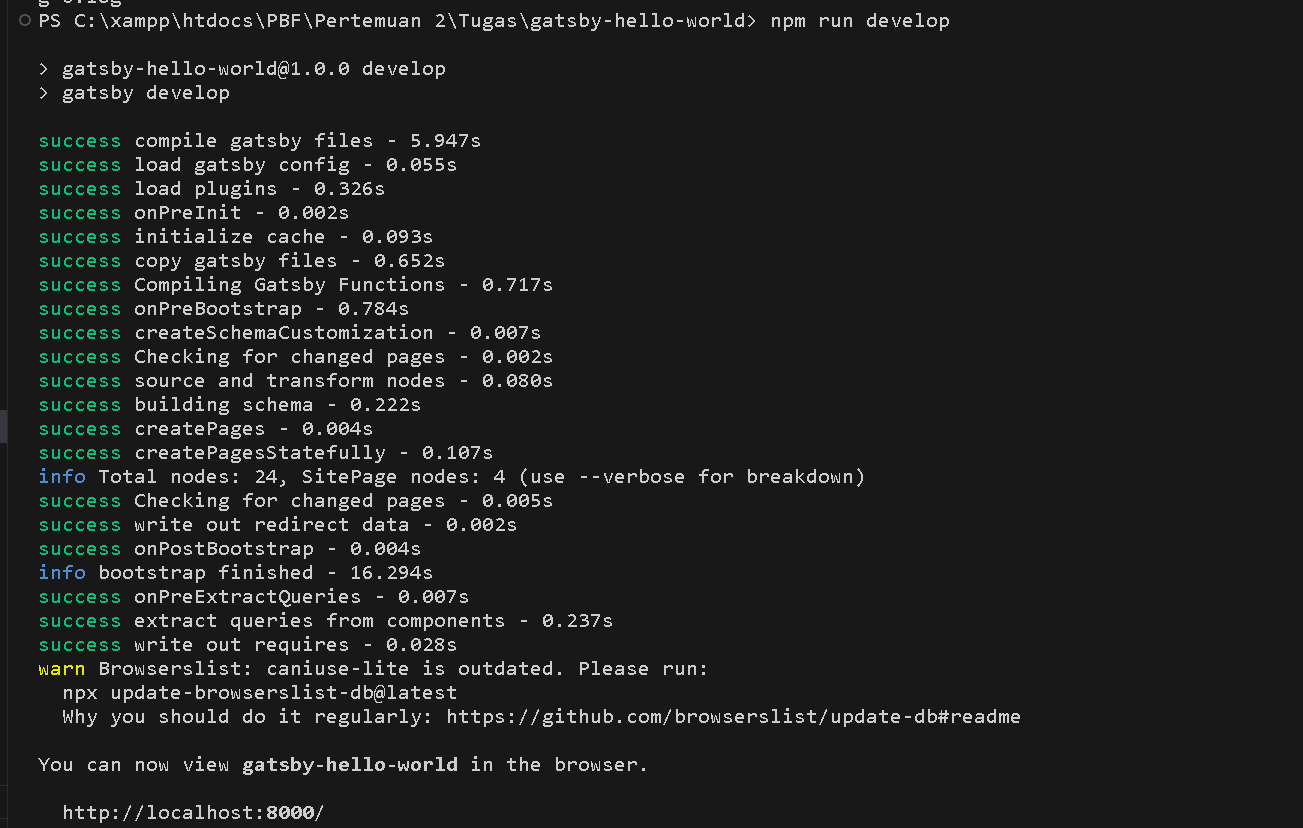 PS C:\xampp\htdocs\PBF\Pertemuan 2\Tugas\gatsby-hello-world> npm run develop
> gatsby-hello-world@1.0.0 develop
> gatsby develop
success compile gatsby files - 5.947s
success load gatsby config - 0.055s
success load plugins - 0.326s
success onPreInit - 0.002s
success initialize cache - 0.093s
success copy gatsby files - 0.652s
success Compiling Gatsby Functions - 0.717s
success onPreBootstrap - 0.784s
success createSchemaCustomization - 0.007s
success Checking for changed pages - 0.002s
success source and transform nodes - 0.080s
success building schema - 0.222s
success createPages - 0.004s
success createPagesStatefully - 0.107s
info Total nodes: 24, SitePage nodes: 4 (use --verbose for breakdown)
success Checking for changed pages - 0.005s
success write out redirect data - 0.002s
success onPostBootstrap - 0.004s
info bootstrap finished - 16.294s
success onPreExtractQueries - 0.007s
success extract queries from components - 0.237s
success write out requires - 0.028s
warn Browserslist: caniuse-lite is outdated. Please run:
npx update-browserslist-db@latest
Why you should do it regularly: https://github.com/browserslist/update-db#readme
You can now view gatsby-hello-world in the browser.
http://localhost:8000/